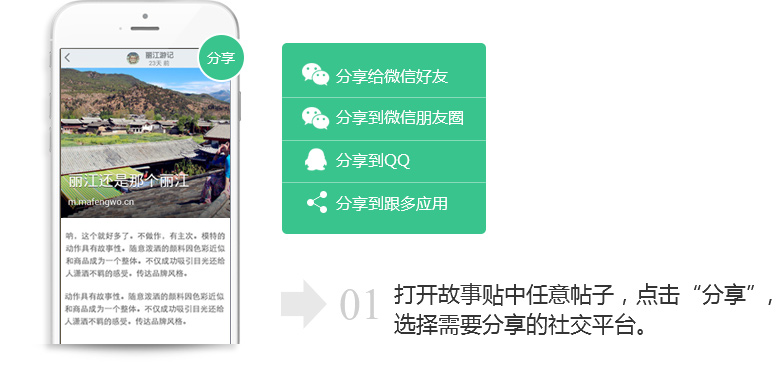 丽江游记
23天 前
分享
丽江还是那个丽江
m.mafengwo.cn
呐，这个就好多了。不做作，有主次。模特的
动作具有故事性。随意泼洒的颜料因色彩近似
和商品成为一个整体。不仅成功吸引目光还给
人潇洒不羁的感受。传达品牌风格。
动作具有故事性。随意泼洒的颜料因色彩近似
和商品成为一个整体。不仅成功吸引目光还给
人潇洒不羁的感受。传达品牌风格。
分享给微信好友
分享到微信朋友圈
分享到QQ
分享到跟多应用
01
打开故事贴中任意帖子，点击“分享”，
选择需要分享的社交平台。